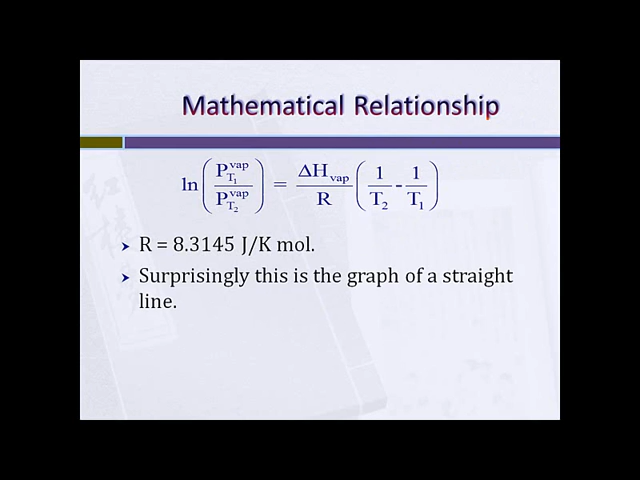 Mathematical Relationship
ln(P^vap_T1 / P^vap_T2) = ΔH_vap / R (1/T2 - 1/T1)
R = 8.3145 J/K mol.
Surprisingly this is the graph of a straight
line.